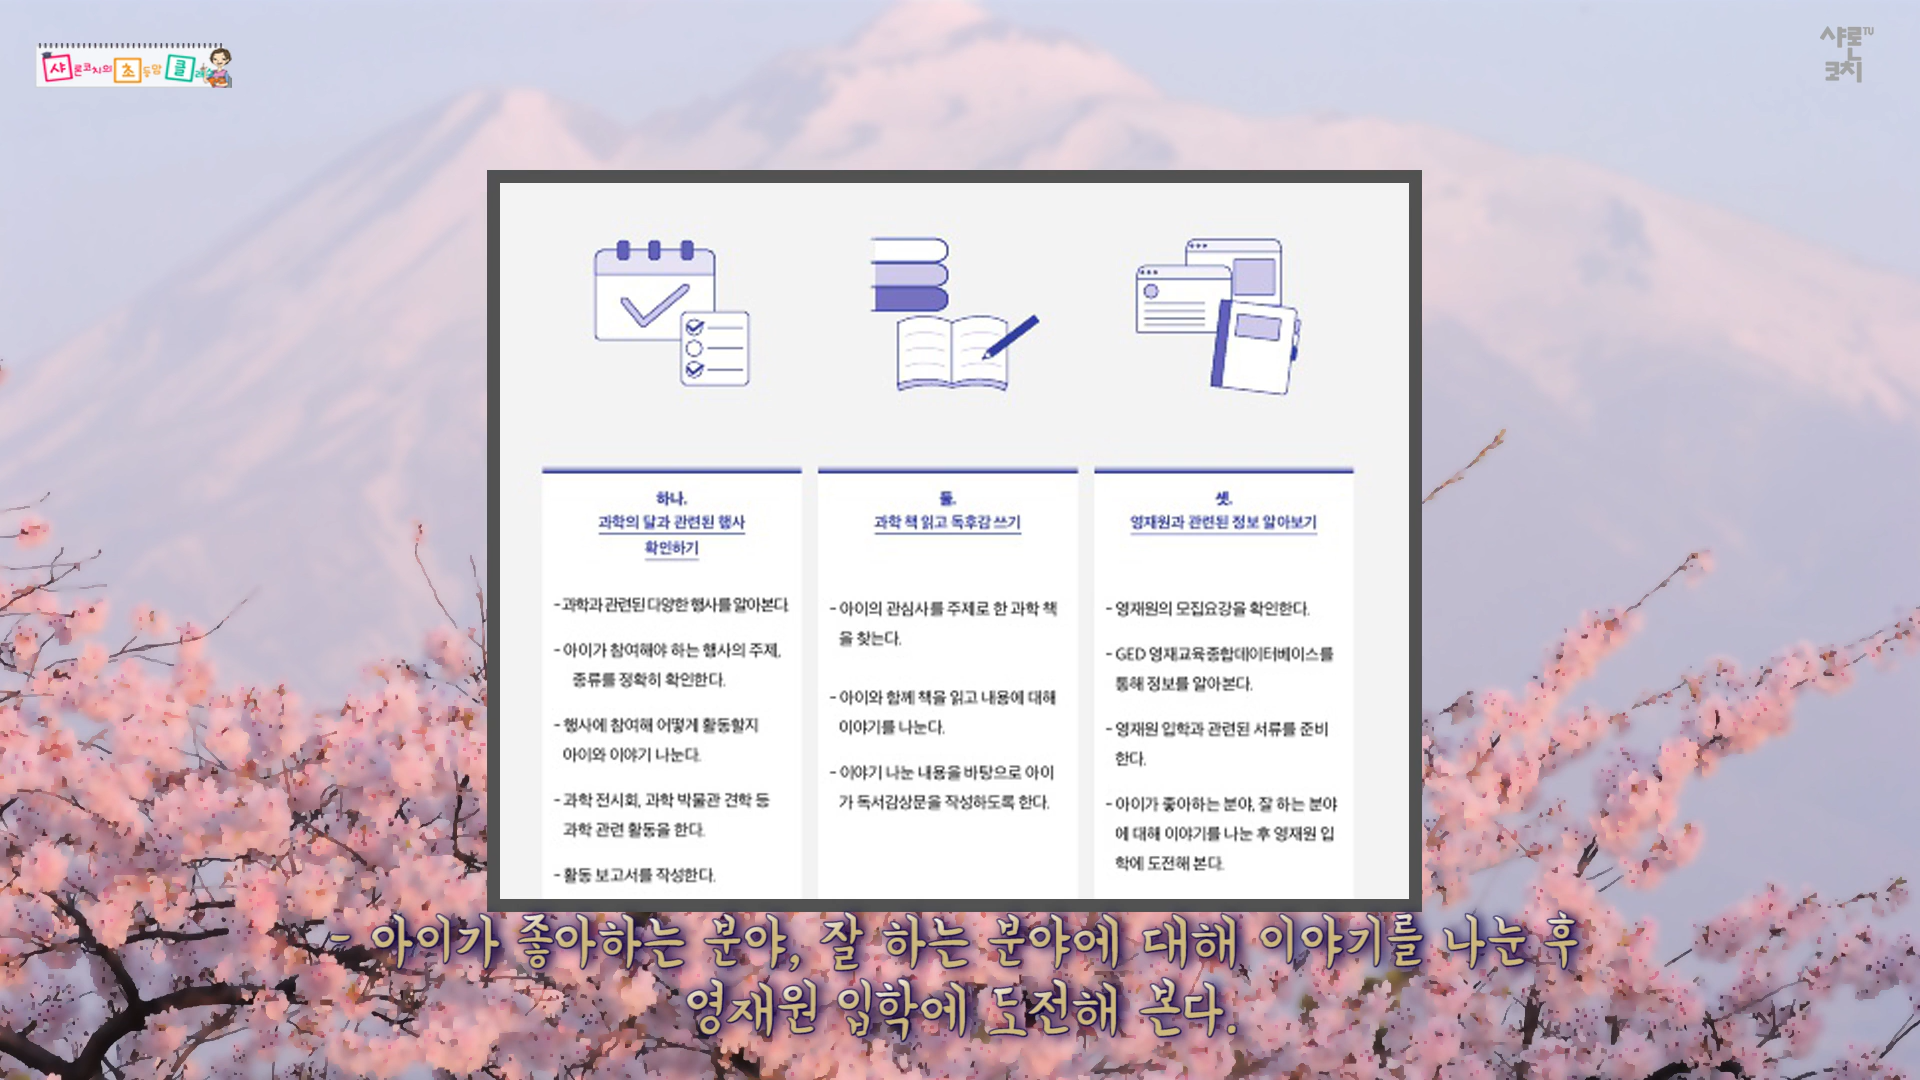 샤론코치의 초등맘 클래스
샤론TV
코치
하나.
과학의 달과 관련된 행사
확인하기
- 과학과 관련된 다양한 행사를 알아본다.
- 아이가 참여해야 하는 행사의 주제,
종류를 정확히 확인한다.
- 행사에 참여해 어떻게 활동할지
아이와 이야기 나눈다.
- 과학 전시회, 과학 박물관 견학 등
과학 관련 활동을 한다.
- 활동 보고서를 작성한다.
둘.
과학 책 읽고 독후감 쓰기
- 아이의 관심사를 주제로 한 과학 책
을 찾는다.
- 아이와 함께 책을 읽고 내용에 대해
이야기를 나눈다.
- 이야기 나눈 내용을 바탕으로 아이
가 독서감상문을 작성하도록 한다.
셋.
영재원과 관련된 정보 알아보기
- 영재원의 모집요강을 확인한다.
- GED 영재교육종합데이터베이스를
통해 정보를 알아본다.
- 영재원 입학과 관련된 서류를 준비
한다.
- 아이가 좋아하는 분야, 잘 하는 분야
에 대해 이야기를 나눈 후 영재원 입
학에 도전해 본다.
- 아이가 좋아하는 분야, 잘 하는 분야에 대해 이야기를 나눈 후
영재원 입학에 도전해 본다.